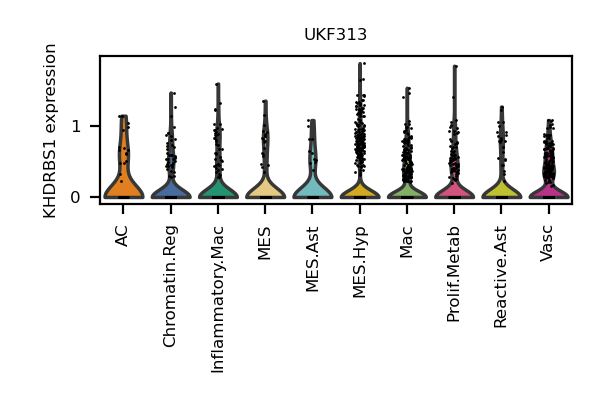 UKF313
KHDRBS1 expression
1
0
AC
Chromatin.Reg
Inflammatory.Mac
MES
MES.Ast
MES.Hyp
Mac
Prolif.Metab
Reactive.Ast
Vasc